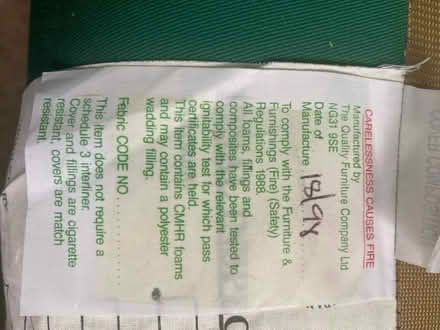 CARELESSNESS CAUSES FIRE
Manufactured by
The Quality Furniture Company Ltd
NG31 9SE
Date of
Manufacture 18/98
To comply with the Furniture &
Furnishings (Fire) (Safety)
Regulations 1988
All foams, fillings and
composites have been tested to
comply with the relevant
ignitability test for which pass
certificates are held.
This item contains CMHR foams
and may contain a polyester
wadding filling.
Fabric CODE NO..............
This item does not require a
schedule 3 interliner.
Cover and fillings are cigarette
resistant, covers are match
resistant.